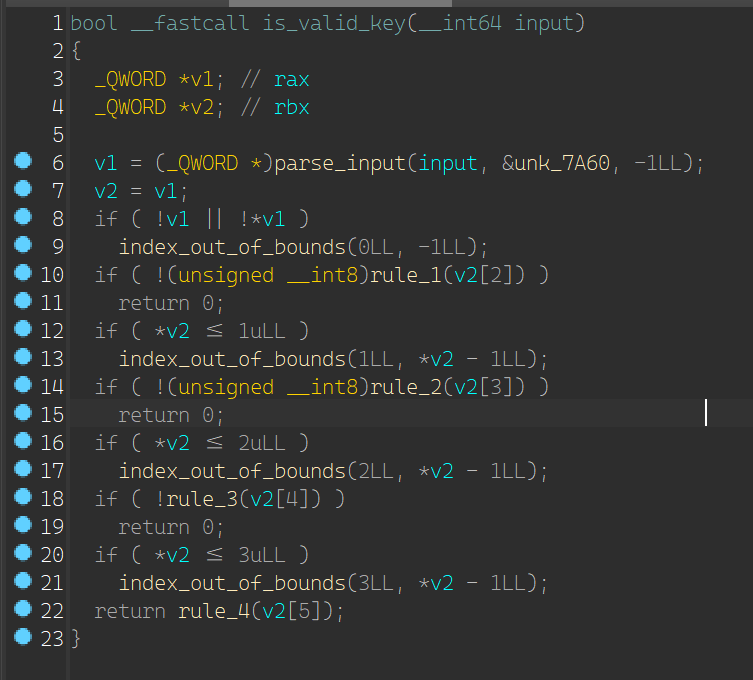 1 bool __fastcall is_valid_key(__int64 input)
2 {
3   _QWORD *v1; // rax
4   _QWORD *v2; // rbx
5
6   v1 = (_QWORD *)parse_input(input, &unk_7A60, -1LL);
7   v2 = v1;
8   if ( !v1 || !*v1 )
9     index_out_of_bounds(0LL, -1LL);
10   if ( !(unsigned __int8)rule_1(v2[2]) )
11     return 0;
12   if ( *v2 ≤ 1uLL )
13     index_out_of_bounds(1LL, *v2 - 1LL);
14   if ( !(unsigned __int8)rule_2(v2[3]) )
15     return 0;
16   if ( *v2 ≤ 2uLL )
17     index_out_of_bounds(2LL, *v2 - 1LL);
18   if ( !rule_3(v2[4]) )
19     return 0;
20   if ( *v2 ≤ 3uLL )
21     index_out_of_bounds(3LL, *v2 - 1LL);
22   return rule_4(v2[5]);
23 }